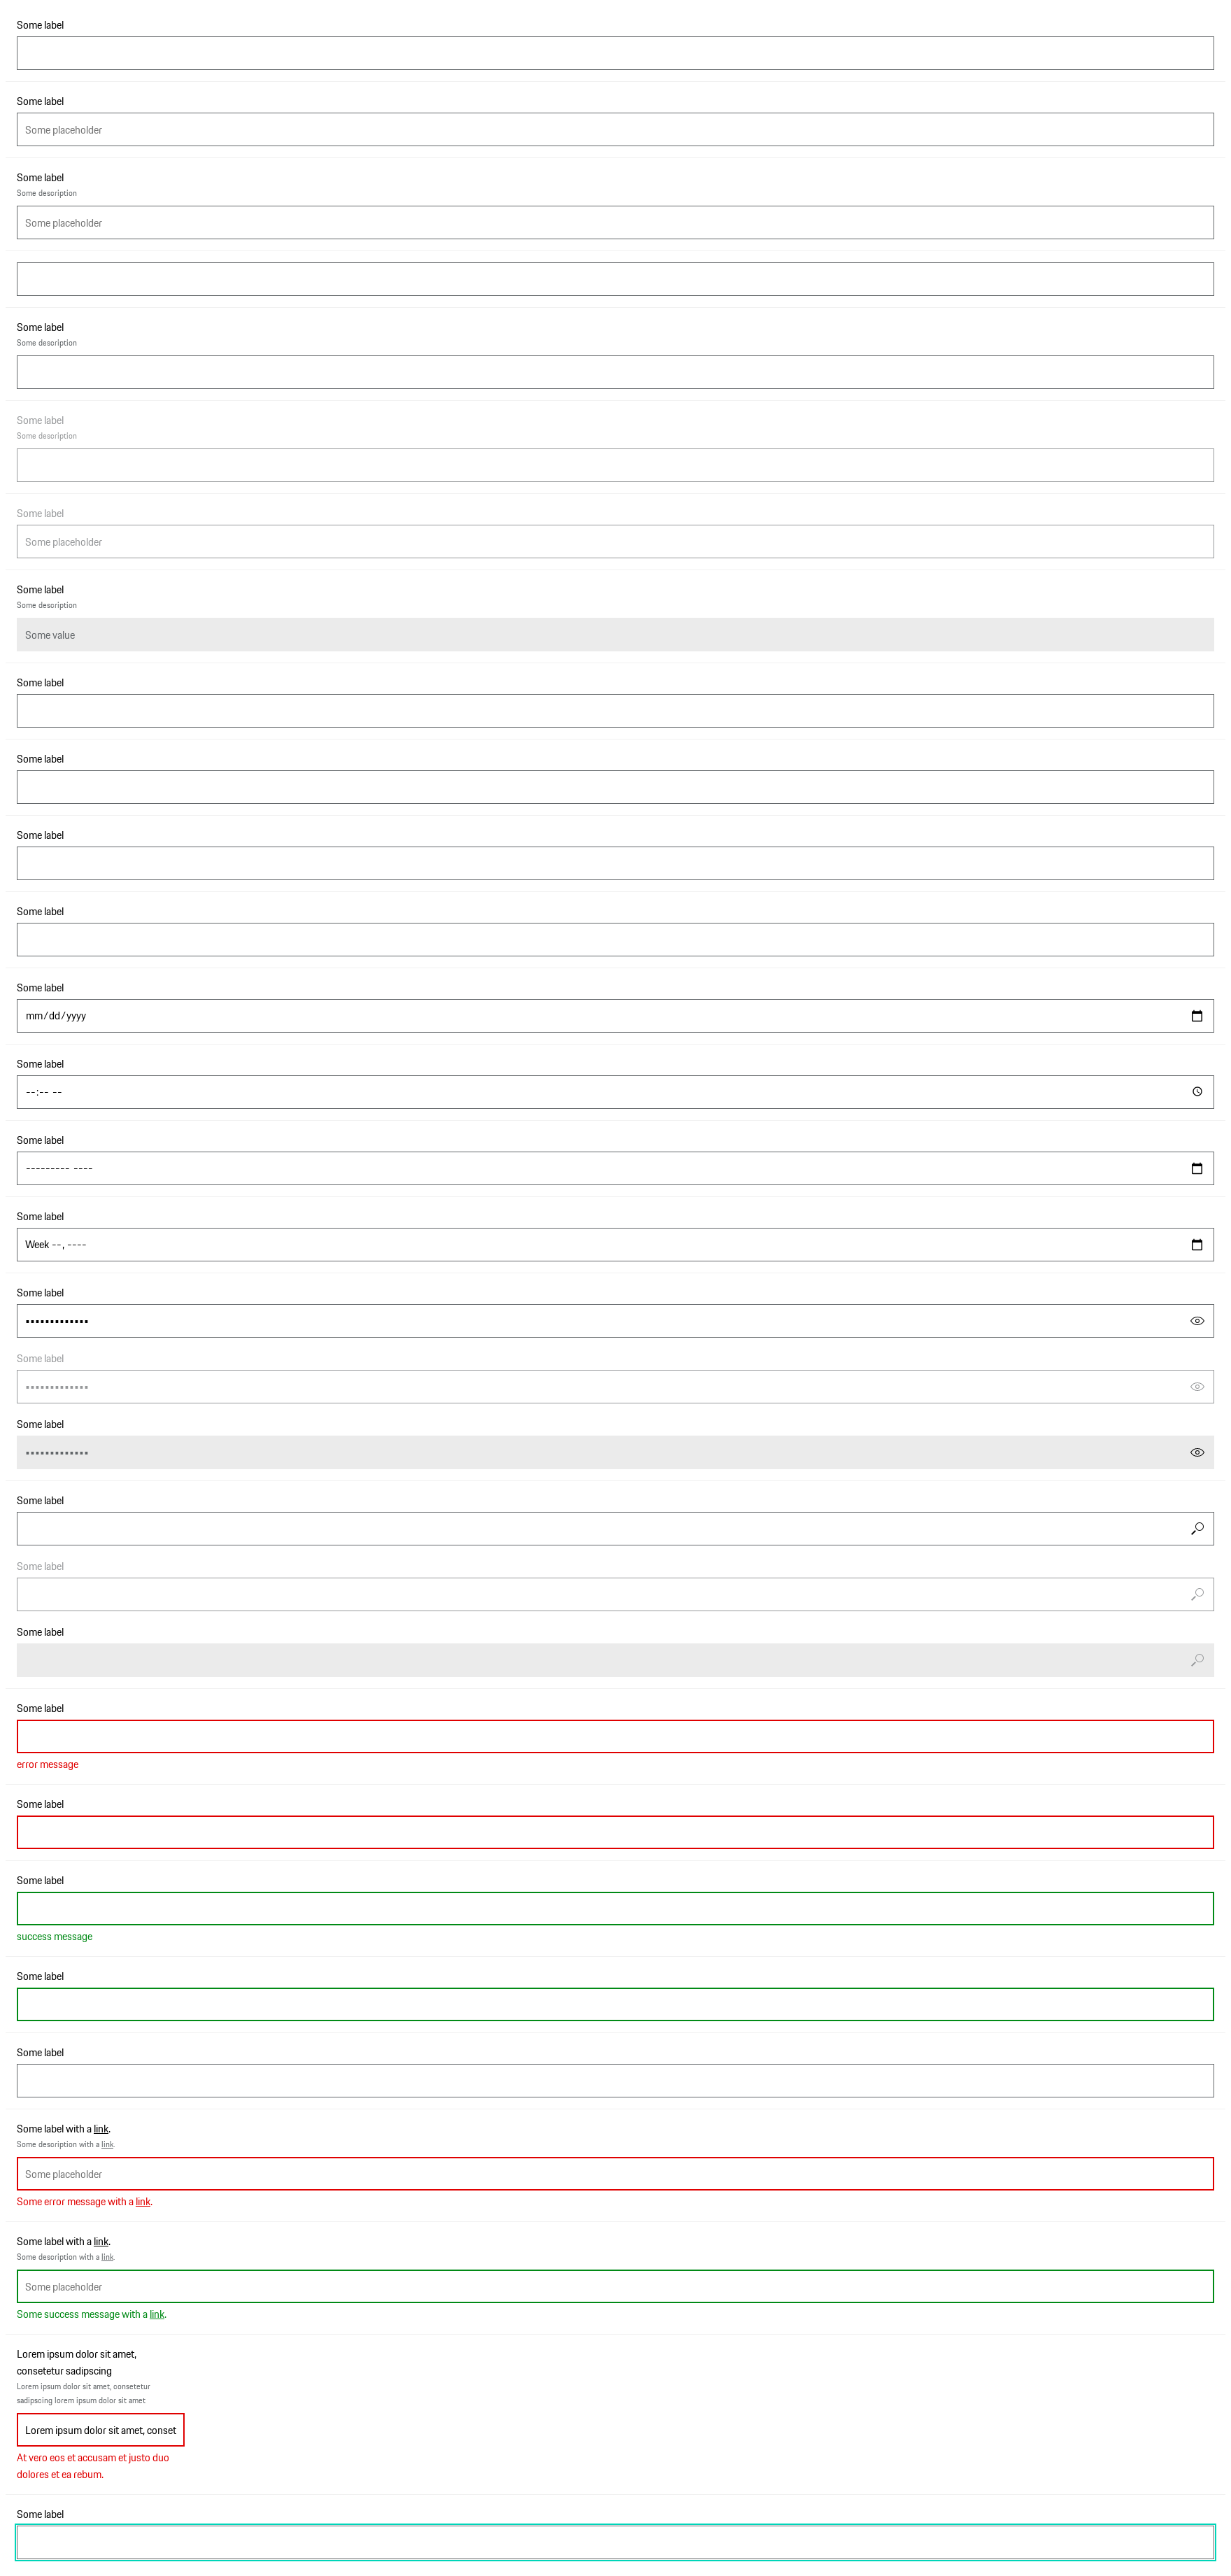 Some label
Some label
Some placeholder
Some label
Some description
Some placeholder
Some label
Some description
Some label
Some description
Some label
Some placeholder
Some label
Some description
Some value
Some label
Some label
Some label
Some label
Some label
mm/dd/yyyy
Some label
--:-- --
Some label
--------- ----
Some label
Week --, ----
Some label
•••••••••••••
Some label
•••••••••••••
Some label
•••••••••••••
Some label
Some label
Some label
Some label
error message
Some label
Some label
success message
Some label
Some label
Some label with a link.
Some description with a link.
Some placeholder
Some error message with a link.
Some label with a link.
Some description with a link.
Some placeholder
Some success message with a link.
Lorem ipsum dolor sit amet,
consetetur sadipscing
Lorem ipsum dolor sit amet, consetetur
sadipscing lorem ipsum dolor sit amet
Lorem ipsum dolor sit amet, conset
At vero eos et accusam et justo duo
dolores et ea rebum.
Some label